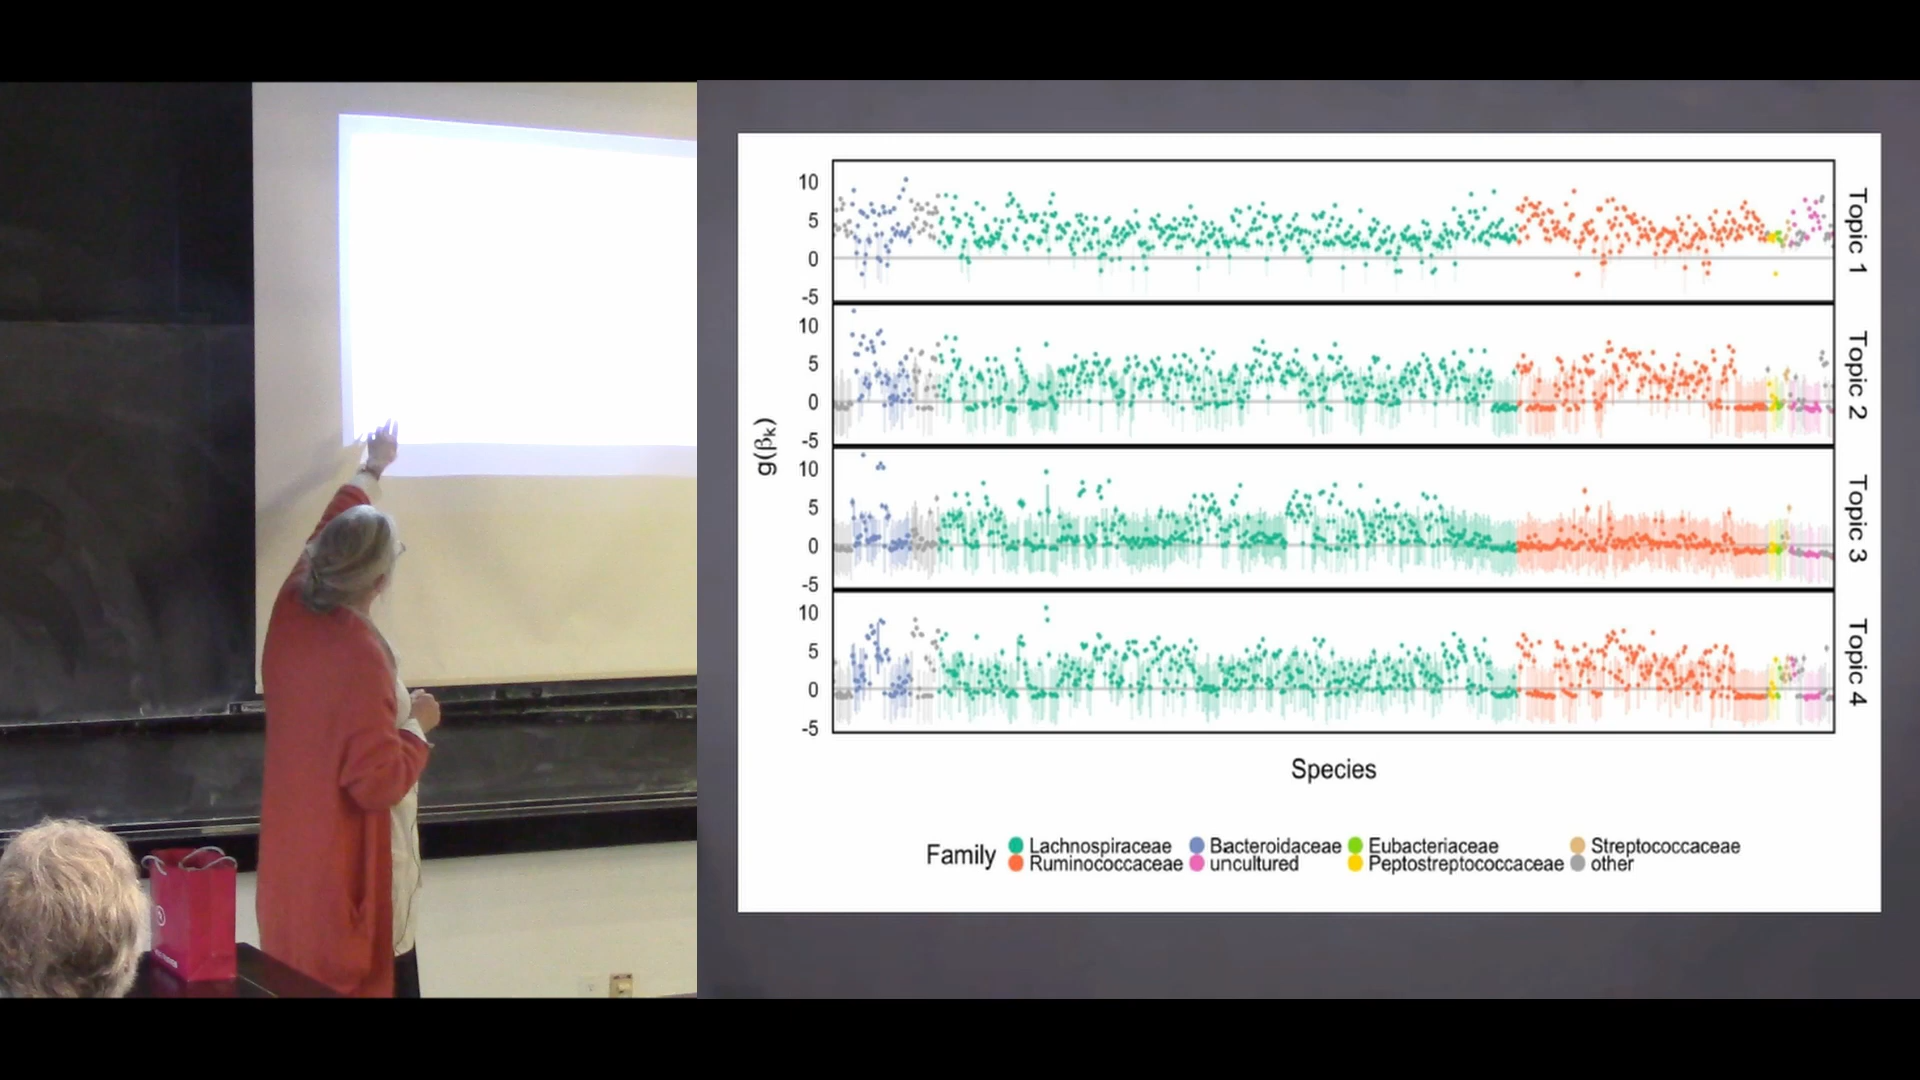 10
5
0
-5
Topic 1
10
5
0
-5
Topic 2
g(βk)
10
5
0
-5
Topic 3
10
5
0
-5
Topic 4
Species
Family
Lachnospiraceae Bacteroidaceae Eubacteriaceae Streptococcaceae
Ruminococcaceae uncultured Peptostreptococcaceae other